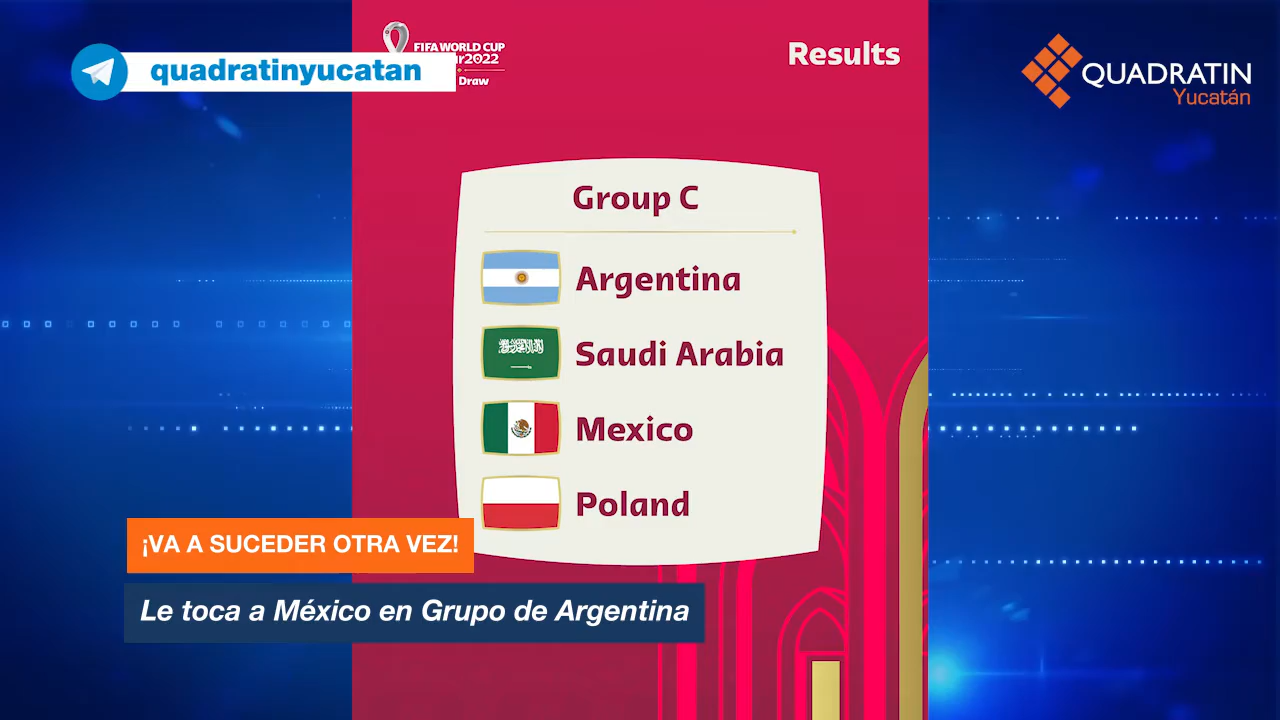 quadratinyucatan
FIFA WORLD CUP
2022
Draw
Results
QUADRATIN
Yucatán
Group C
Argentina
Saudi Arabia
Mexico
Poland
¡VA A SUCEDER OTRA VEZ!
Le toca a México en Grupo de Argentina